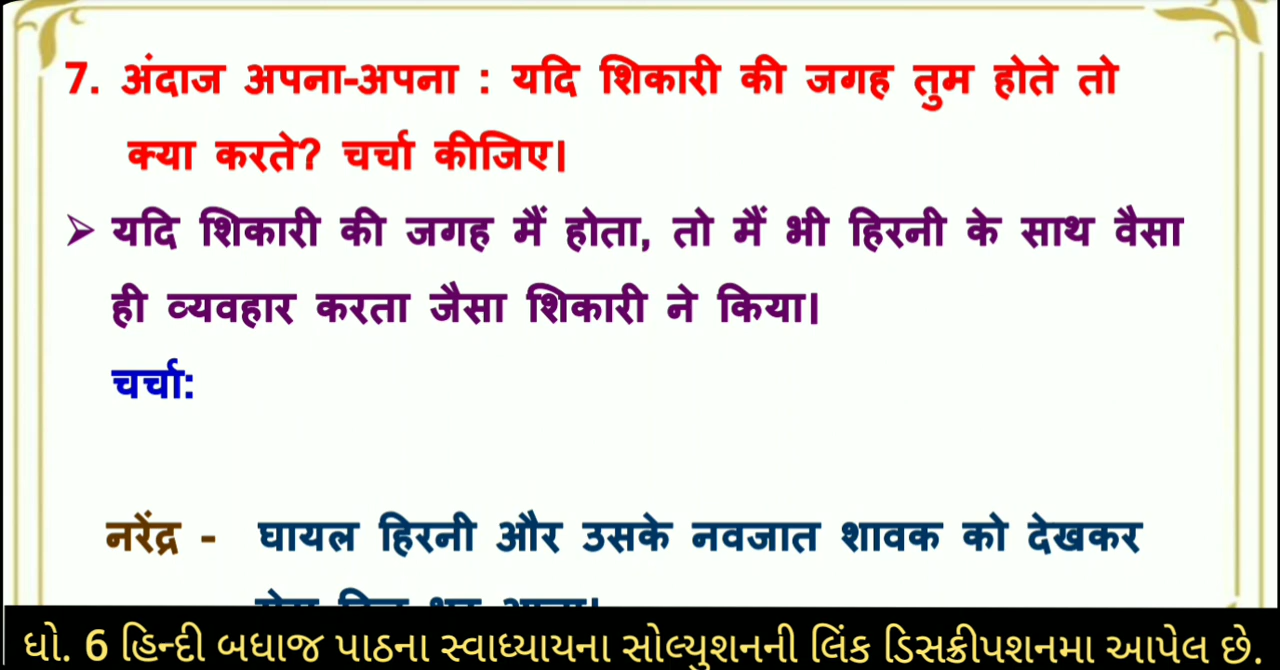 7. अंदाज अपना-अपना : यदि शिकारी की जगह तुम होते तो
क्या करते? चर्चा कीजिए।
➢ यदि शिकारी की जगह मैं होता, तो मैं भी हिरनी के साथ वैसा
ही व्यवहार करता जैसा शिकारी ने किया।
चर्चा:
नरेंद्र - घायल हिरनी और उसके नवजात शावक को देखकर
ધો. 6 હિન્દી બધાજ પાઠના સ્વાધ્યાયના સોલ્યુશનની લિંક ડિસક્રીપશનમા આપેલ છે.